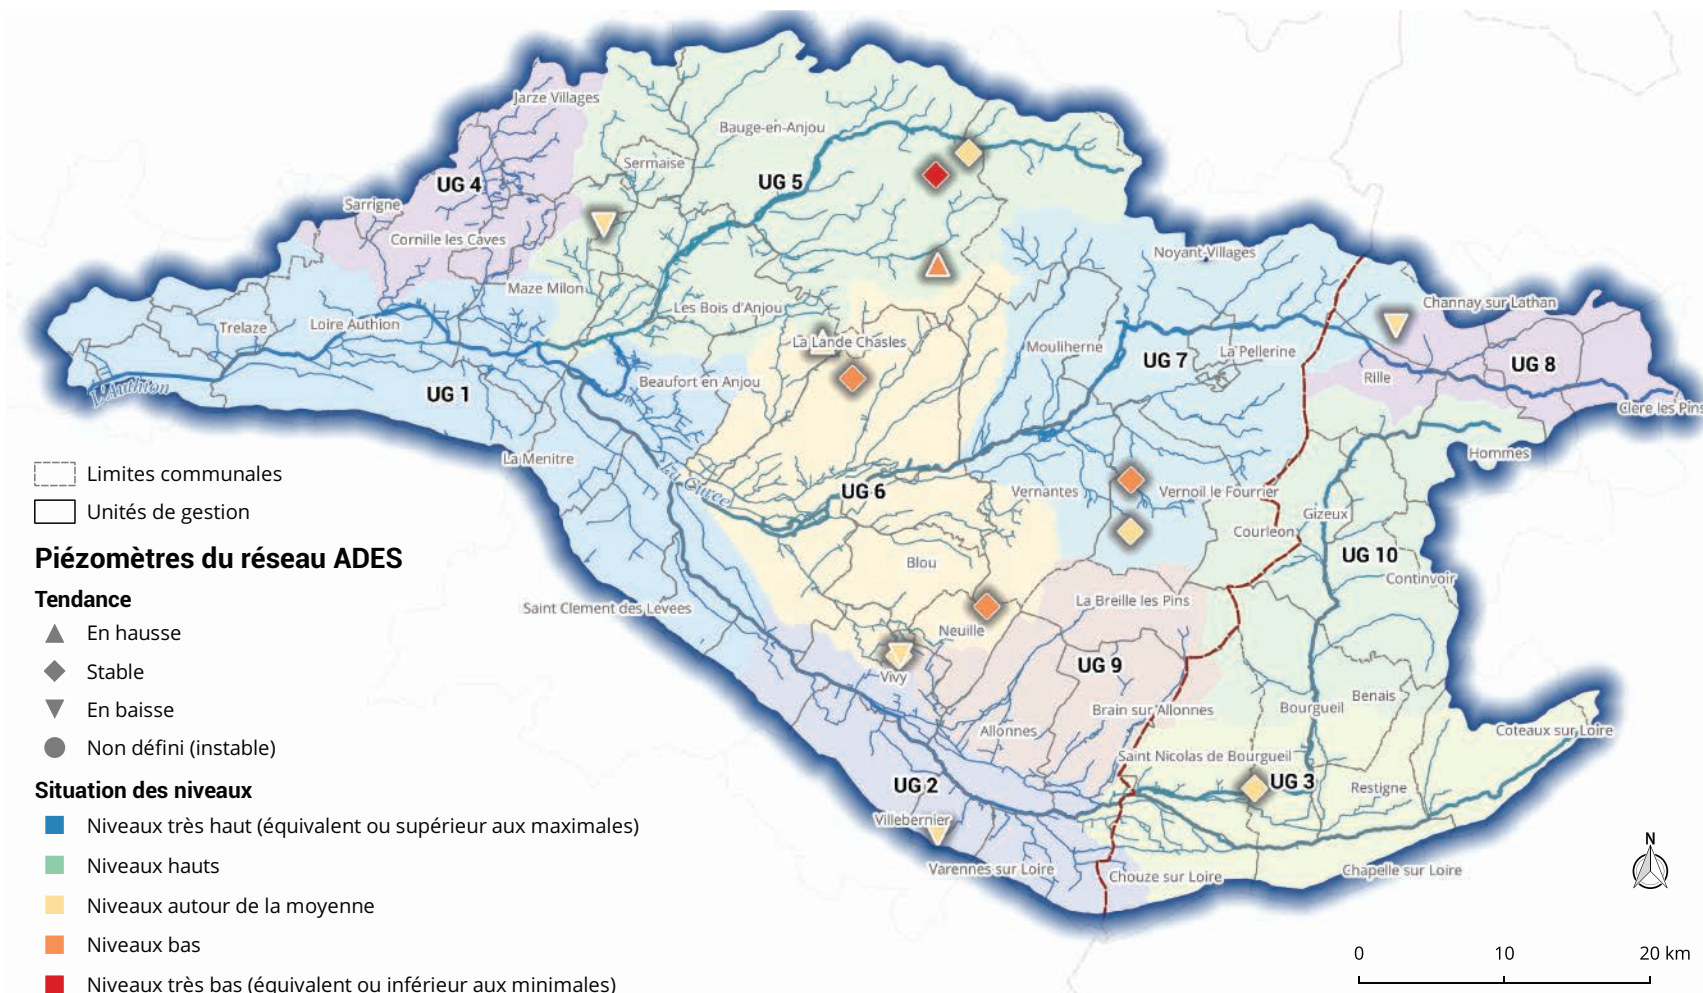 Jarze Villages
Bauge-en-Anjou
Sermaise
UG 4
UG 5
Sarrigne
Cornille les Caves
Noyant-Villages
Maze Milon
Les Bois d'Anjou
Channay sur Lathan
Trelaze
Loire Authion
La Lande Chasles
Mouliherne
UG 7
La Pellerine
UG 8
Rille
L'Authion
UG 1
Beaufort en Anjou
Clere les Pins
La Menitre
Hommes
La Curee
UG 6
Vernantes
Vernoil le Fourrier
Gizeux
Courleon
UG 10
Continvoir
Blou
Saint Clement des Levees
La Breille les Pins
Neuille
Vivy
UG 9
Benais
Brain sur Allonnes
Bourgueil
Allonnes
Coteaux sur Loire
Saint Nicolas de Bourgueil
UG 2
UG 3
Restigne
Villebernier
Varennes sur Loire
Chouze sur Loire
Chapelle sur Loire
Limites communales
Unités de gestion
Piézomètres du réseau ADES
Tendance
En hausse
Stable
En baisse
Non défini (instable)
Situation des niveaux
Niveaux très haut (équivalent ou supérieur aux maximales)
Niveaux hauts
Niveaux autour de la moyenne
Niveaux bas
Niveaux très bas (équivalent ou inférieur aux minimales)
N
0 10 20 km